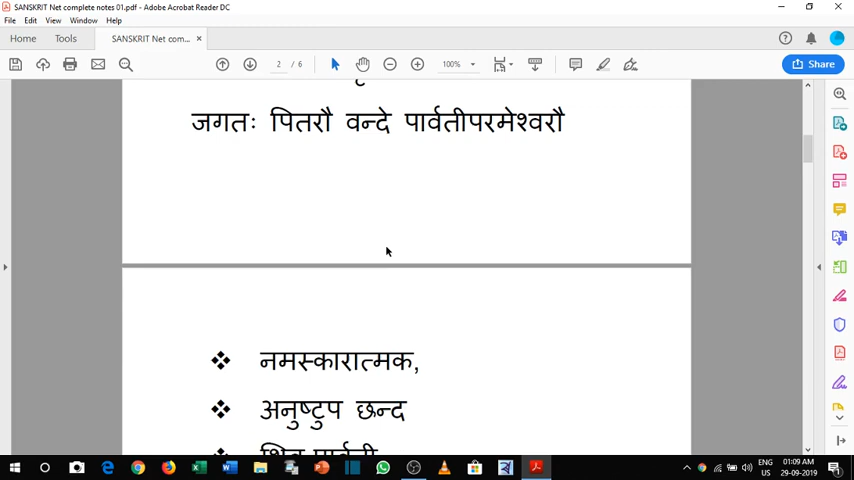 SANSKRIT Net complete notes 01.pdf - Adobe Acrobat Reader DC
File Edit View Window Help
Home Tools SANSKRIT Net com... ×
2 / 6 100% Share
जगतः पितरौ वन्दे पार्वतीपरमेश्वरौ
❖ नमस्कारात्मक,
❖ अनुष्टुप छन्द
❖ शिव पार्वती
ENG 01:09 AM
US 29-09-2019